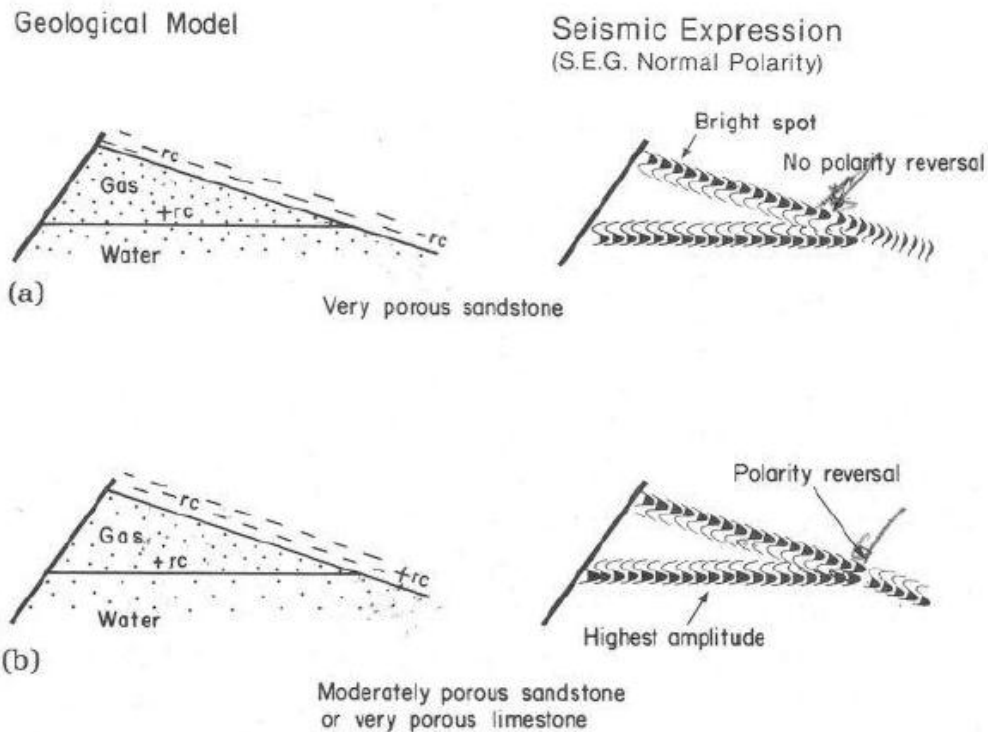 Geological Model
Seismic Expression
(S.E.G. Normal Polarity)
rc
Gas
+rc
rc
Water
(a)
Bright spot
No polarity reversal
Very porous sandstone
rc
Gas
+rc
+rc
Water
(b)
Polarity reversal
Highest amplitude
Moderately porous sandstone
or very porous limestone